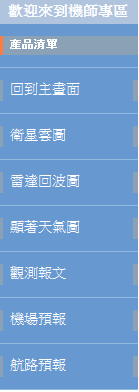 歡迎來到機師專區
產品清單
回到主畫面
衛星雲圖
雷達回波圖
顯著天氣圖
觀測報文
機場預報
航路預報